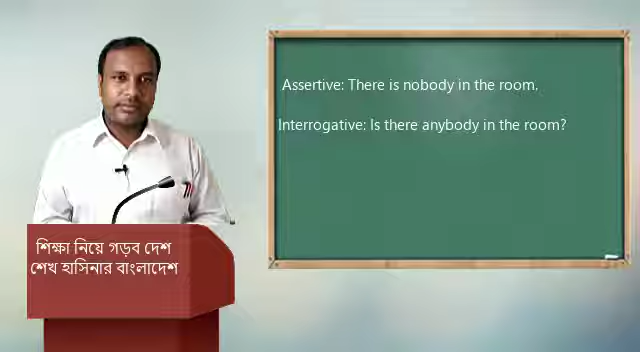 Assertive: There is nobody in the room.
Interrogative: Is there anybody in the room?
শিক্ষা নিয়ে গড়ব দেশ
শেখ হাসিনার বাংলাদেশ